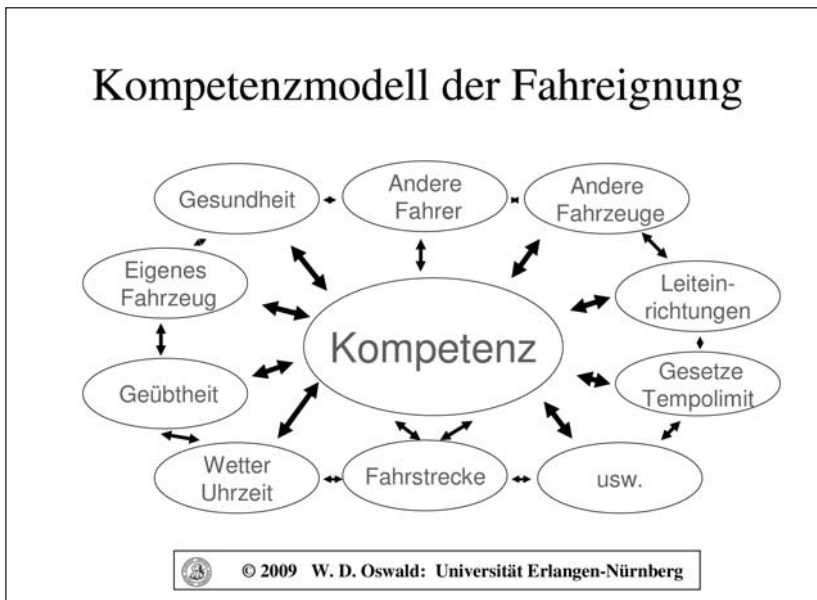 Kompetenzmodell der Fahreignung
Gesundheit
Andere
Fahrer
Andere
Fahrzeuge
Eigenes
Fahrzeug
Leitein-
richtungen
Kompetenz
Geübtheit
Gesetze
Tempolimit
Wetter
Uhrzeit
Fahrstrecke
usw.
© 2009 W. D. Oswald: Universität Erlangen-Nürnberg